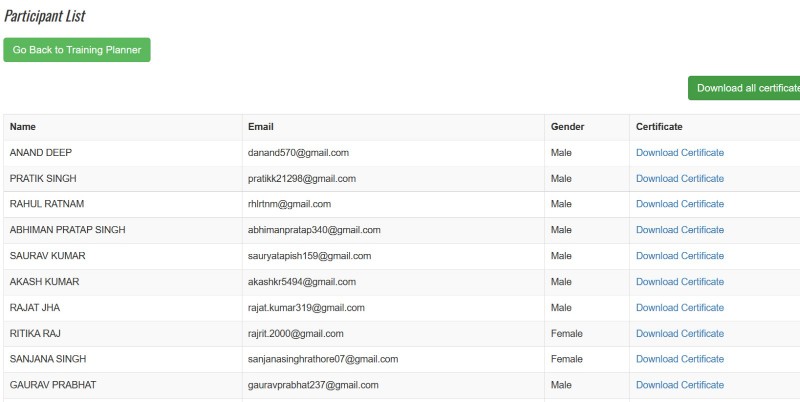 Participant List
Go Back to Training Planner
Download all certificate
Name Email Gender Certificate
ANAND DEEP danand570@gmail.com Male Download Certificate
PRATIK SINGH pratikk21298@gmail.com Male Download Certificate
RAHUL RATNAM rhlrtnm@gmail.com Male Download Certificate
ABHIMAN PRATAP SINGH abhimanpratap340@gmail.com Male Download Certificate
SAURAV KUMAR sauryatapish159@gmail.com Male Download Certificate
AKASH KUMAR akashkr5494@gmail.com Male Download Certificate
RAJAT JHA rajat.kumar319@gmail.com Male Download Certificate
RITIKA RAJ rajrit.2000@gmail.com Female Download Certificate
SANJANA SINGH sanjanasinghrathore07@gmail.com Female Download Certificate
GAURAV PRABHAT gauravprabhat237@gmail.com Male Download Certificate